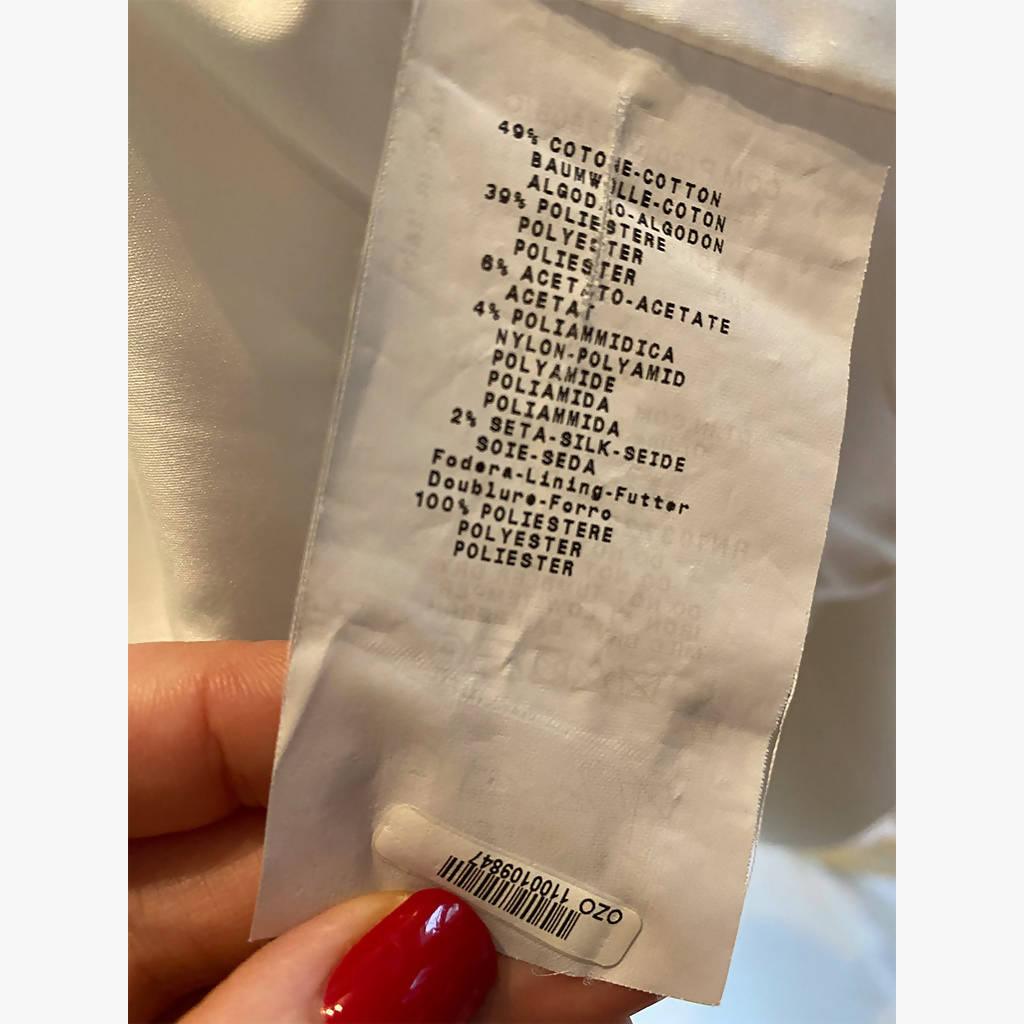 49% COTONE-COTTON
BAUMWOLLE-COTON
ALGODAO-ALGODON
39% POLIESTERE
POLYESTER
POLIESTER
6% ACETATO-ACETATE
ACETAT
4% POLIAMMIDICA
NYLON-POLYAMID
POLYAMIDE
POLIAMIDA
POLIAMMIDA
2% SETA-SILK-SEIDE
SOIE-SEDA
Fodera-Lining-Futter
Doublure-Forro
100% POLIESTERE
POLYESTER
POLIESTER
OZO 1100109847